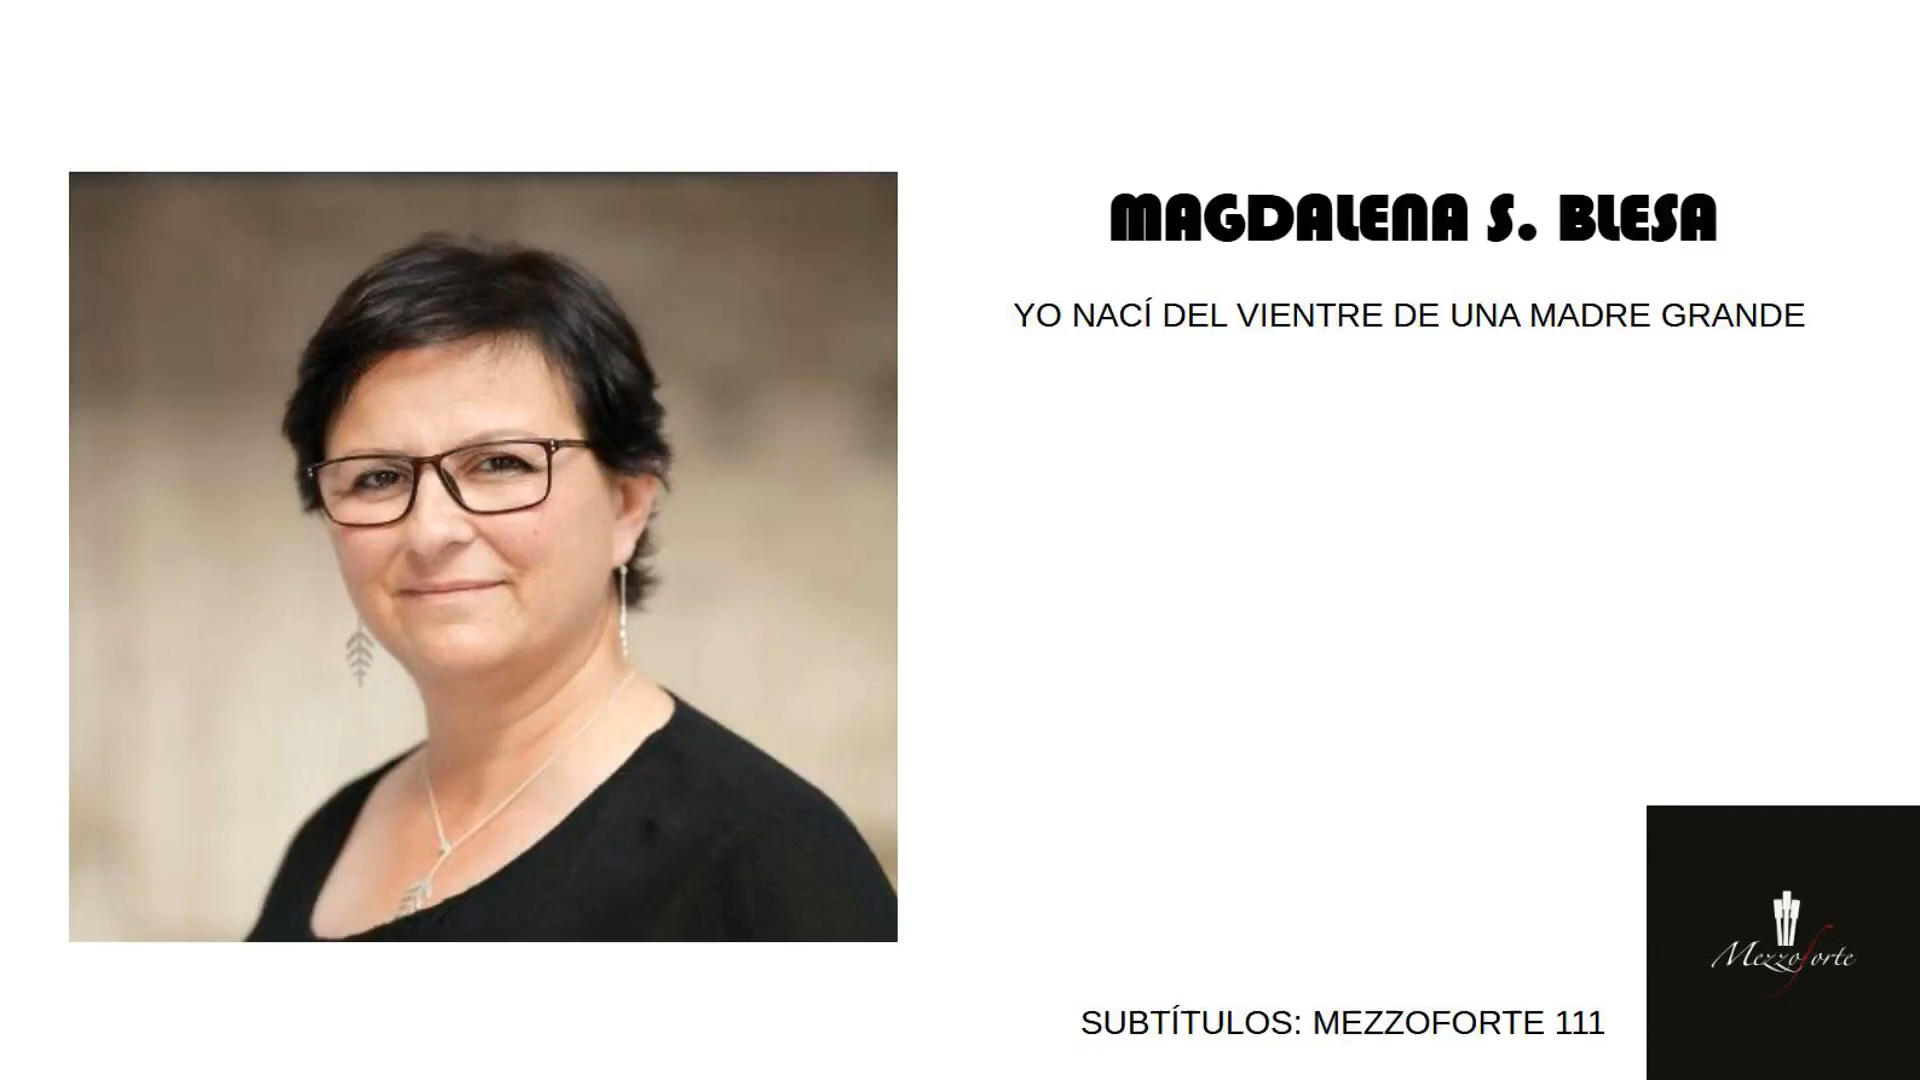 MAGDALENA S. BLESA
YO NACÍ DEL VIENTRE DE UNA MADRE GRANDE
Mezzoforte
SUBTÍTULOS: MEZZOFORTE 111